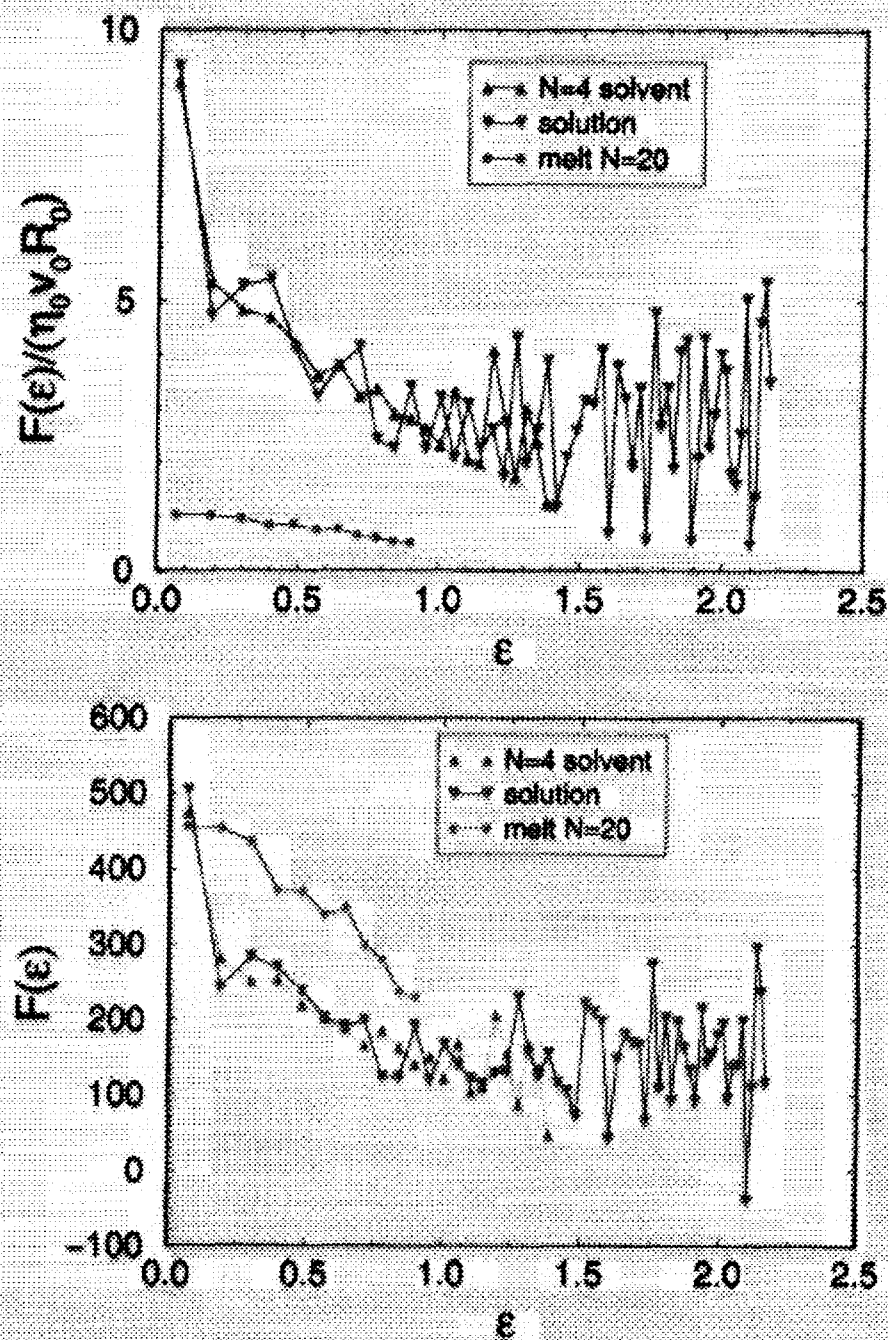 10
5
0
F(ε)/(η₀v₀R₀)
N=4 solvent
solution
melt N=20
0.0 0.5 1.0 1.5 2.0 2.5
ε
600
500
400
300
200
100
0
−100
F(ε)
N=4 solvent
solution
melt N=20
0.0 0.5 1.0 1.5 2.0 2.5
ε